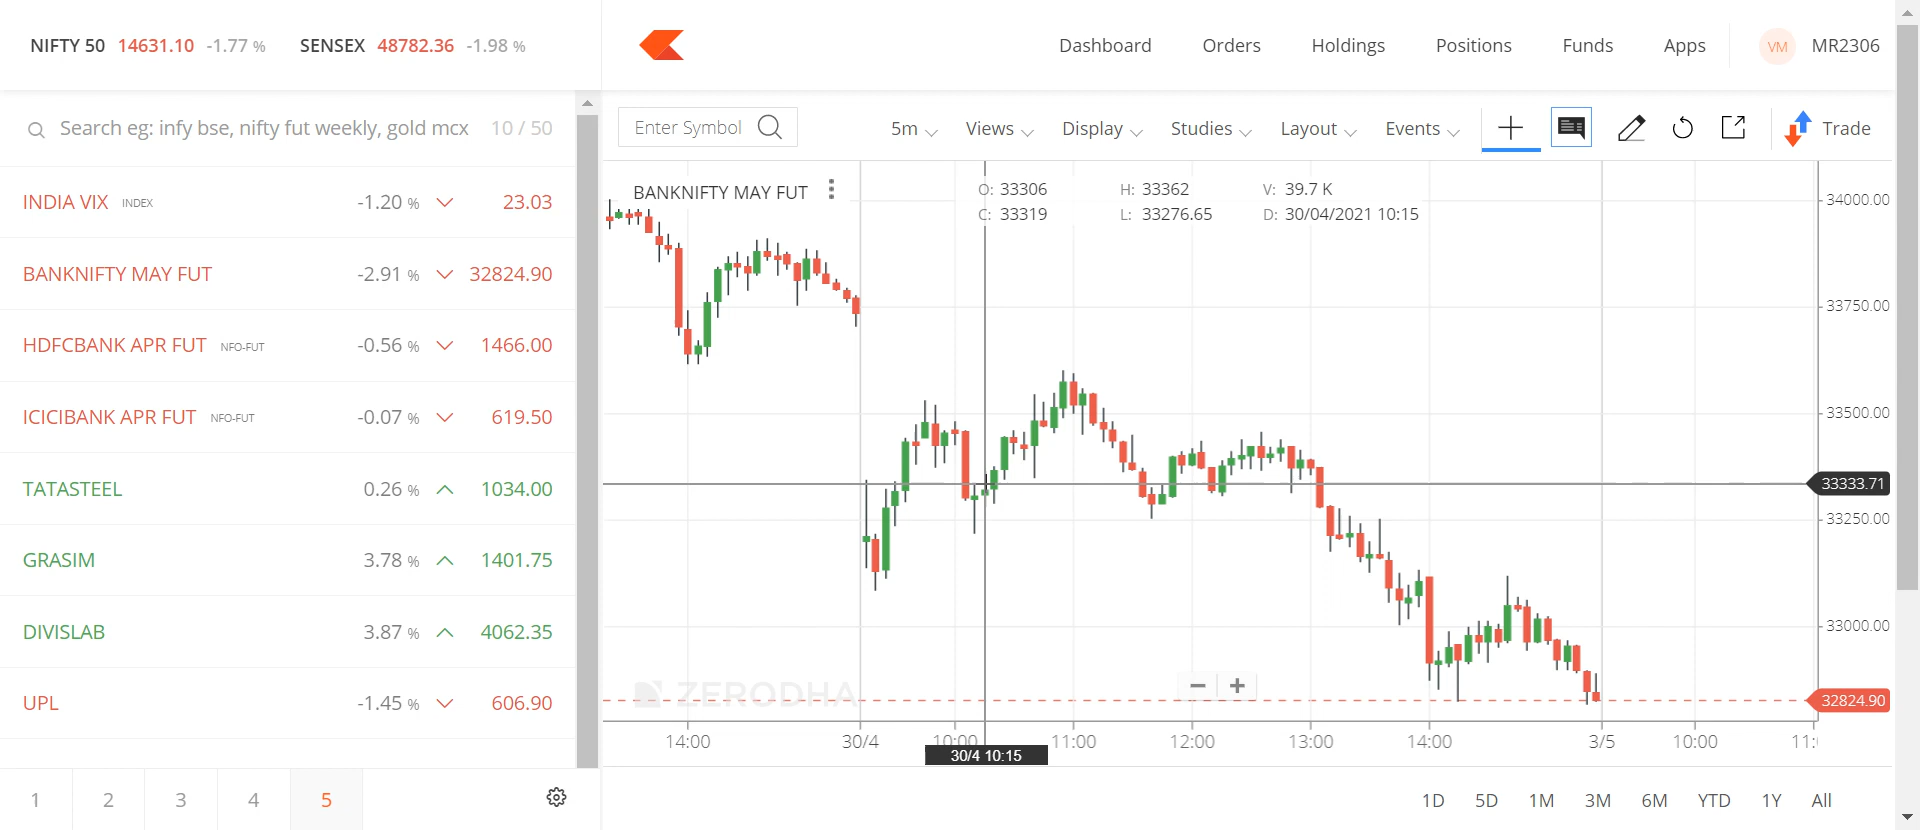 NIFTY 50 14631.10 -1.77 % SENSEX 48782.36 -1.98 %
Dashboard Orders Holdings Positions Funds Apps VM MR2306
Search eg: infy bse, nifty fut weekly, gold mcx 10 / 50
INDIA VIX INDEX -1.20 % 23.03
BANKNIFTY MAY FUT -2.91 % 32824.90
HDFCBANK APR FUT NFO-FUT -0.56 % 1466.00
ICICIBANK APR FUT NFO-FUT -0.07 % 619.50
TATASTEEL 0.26 % 1034.00
GRASIM 3.78 % 1401.75
DIVISLAB 3.87 % 4062.35
UPL -1.45 % 606.90
1 2 3 4 5
Enter Symbol 5m Views Display Studies Layout Events Trade
BANKNIFTY MAY FUT
O: 33306 H: 33362 V: 39.7 K
C: 33319 L: 33276.65 D: 30/04/2021 10:15
34000.00
33750.00
33500.00
33333.71
33250.00
33000.00
32824.90
ZERODHA
14:00 30/4 10:00 11:00 12:00 13:00 14:00 3/5 10:00 11:
30/4 10:15
1D 5D 1M 3M 6M YTD 1Y All